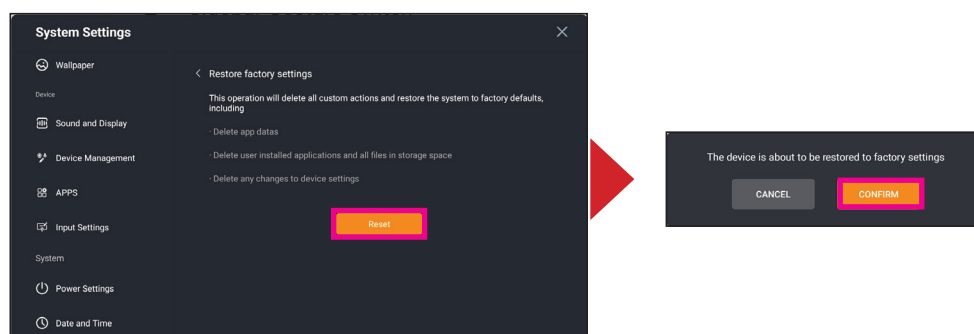 System Settings
Wallpaper
Device
Sound and Display
Device Management
APPS
Input Settings
System
Power Settings
Date and Time
Restore factory settings
This operation will delete all custom actions and restore the system to factory defaults,
including
· Delete app datas
· Delete user installed applications and all files in storage space
· Delete any changes to device settings
Reset
The device is about to be restored to factory settings
CANCEL
CONFIRM